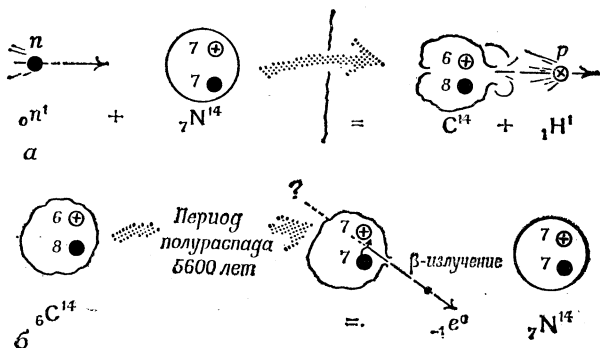 n
7 ⊕
7 ●
6 ⊕
8 ●
p
₀n¹ + ₇N¹⁴ = C¹⁴ + ₁H¹
а
6 ⊕
8 ●
Период
полураспада
5600 лет
?
7 ⊕
7 ●
β-излучение
7 ⊕
7 ●
б ₆C¹⁴ =. ₋₁e⁰ ₇N¹⁴